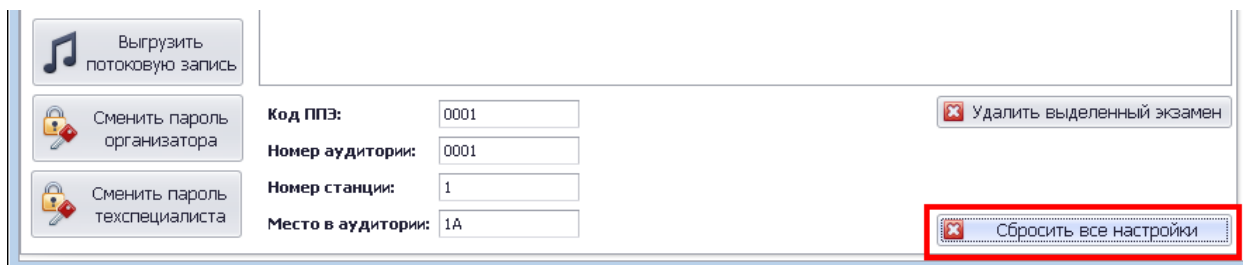 Выгрузить
потоковую запись
Сменить пароль
организатора
Сменить пароль
техспециалиста
Код ППЭ: 0001
Номер аудитории: 0001
Номер станции: 1
Место в аудитории: 1А
Удалить выделенный экзамен
Сбросить все настройки